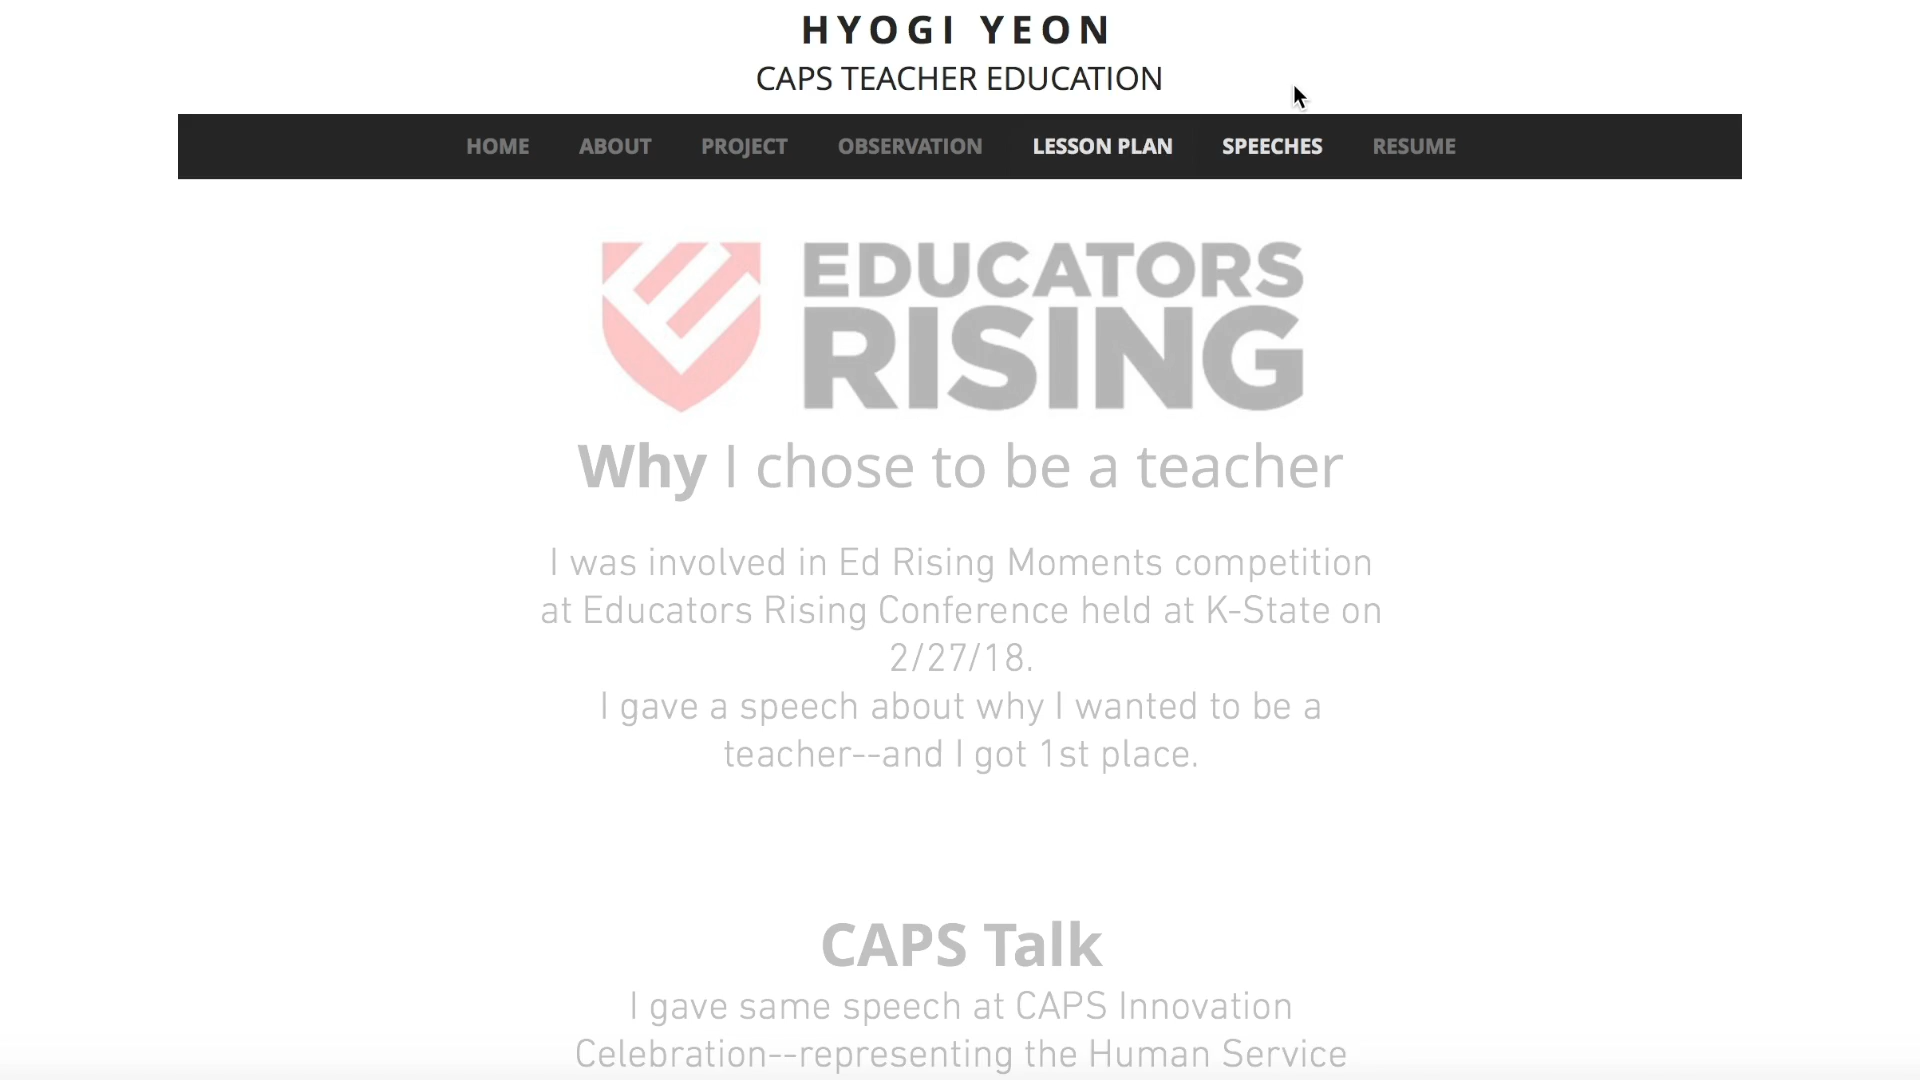 HYOGI YEON
CAPS TEACHER EDUCATION
HOME ABOUT PROJECT OBSERVATION LESSON PLAN SPEECHES RESUME
EDUCATORS
RISING
Why I chose to be a teacher
I was involved in Ed Rising Moments competition
at Educators Rising Conference held at K-State on
2/27/18.
I gave a speech about why I wanted to be a
teacher--and I got 1st place.
CAPS Talk
I gave same speech at CAPS Innovation
Celebration--representing the Human Service